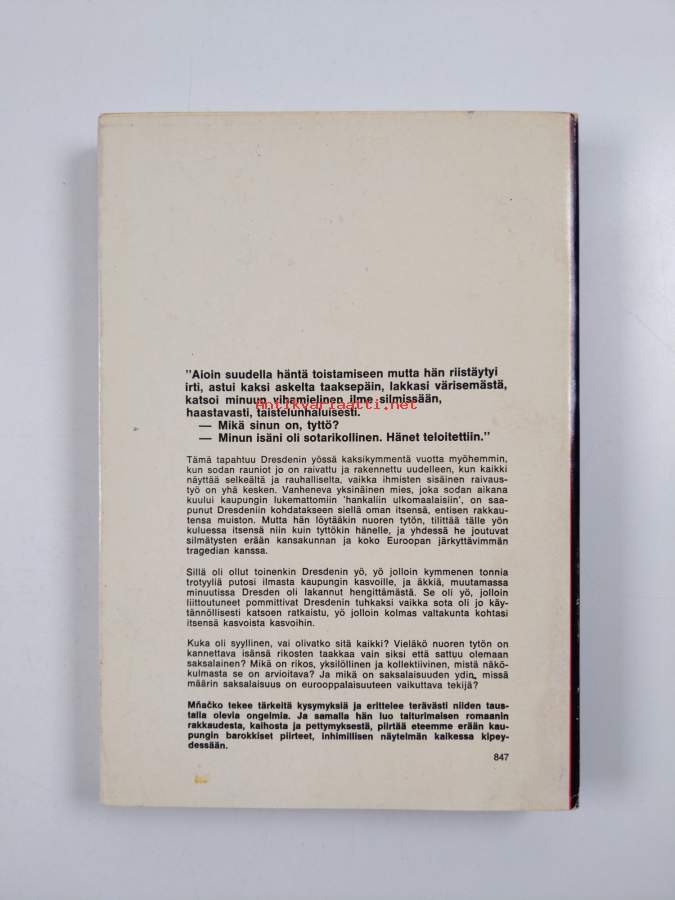 "Aioin suudella häntä toistamiseen mutta hän riistäytyi
irti, astui kaksi askelta taaksepäin, lakkasi värisemästä,
katsoi minuun vihamielinen ilme silmissään,
Antikvariaatti.net
haastavasti, taistelunhaluisesti.
— Mikä sinun on, tyttö?
— Minun isäni oli sotarikollinen. Hänet teloitettiin."
Tämä tapahtuu Dresdenin yössä kaksikymmentä vuotta myöhemmin,
kun sodan rauniot jo on raivattu ja rakennettu uudelleen, kun kaikki
näyttää selkeältä ja rauhalliselta, vaikka ihmisten sisäinen raivaus-
työ on yhä kesken. Vanheneva yksinäinen mies, joka sodan aikana
kuului kaupungin lukemattomiin 'hankaliin ulkomaalaisiin', on saa-
punut Dresdeniin kohdatakseen siellä oman itsensä, entisen rakkau-
tensa muiston. Mutta hän löytääkin nuoren tytön, tilittää tälle yön
kuluessa itsensä niin kuin tyttökin hänelle, ja yhdessä he joutuvat
silmätysten erään kansakunnan ja koko Euroopan järkyttävimmän
tragedian kanssa.
Sillä oli ollut toinenkin Dresdenin yö, yö jolloin kymmenen tonnia
trotyyliä putosi ilmasta kaupungin kasvoille, ja äkkiä, muutamassa
minuutissa Dresden oli lakannut hengittämästä. Se oli yö, jolloin
liittoutuneet pommittivat Dresdenin tuhkaksi vaikka sota oli jo käy-
tännöllisesti katsoen ratkaistu, yö jolloin kolmas valtakunta kohtasi
itsensä kasvoista kasvoihin.
Kuka oli syyllinen, vai olivatko sitä kaikki? Vieläkö nuoren tytön on
kannettava isänsä rikosten taakkaa vain siksi että sattuu olemaan
saksalainen? Mikä on rikos, yksilöllinen ja kollektiivinen, mistä näkö-
kulmasta se on arvioitava? Ja mikä on saksalaisuuden ydin, missä
määrin saksalaisuus on eurooppalaisuuteen vaikuttava tekijä?
Mňačko tekee tärkeitä kysymyksiä ja erittelee terävästi niiden taus-
talla olevia ongelmia. Ja samalla hän luo taiturimaisen romaanin
rakkaudesta, kaihosta ja pettymyksestä, piirtää eteemme erään kau-
pungin barokkiset piirteet, inhimillisen näytelmän kaikessa kipey-
dessään.
847